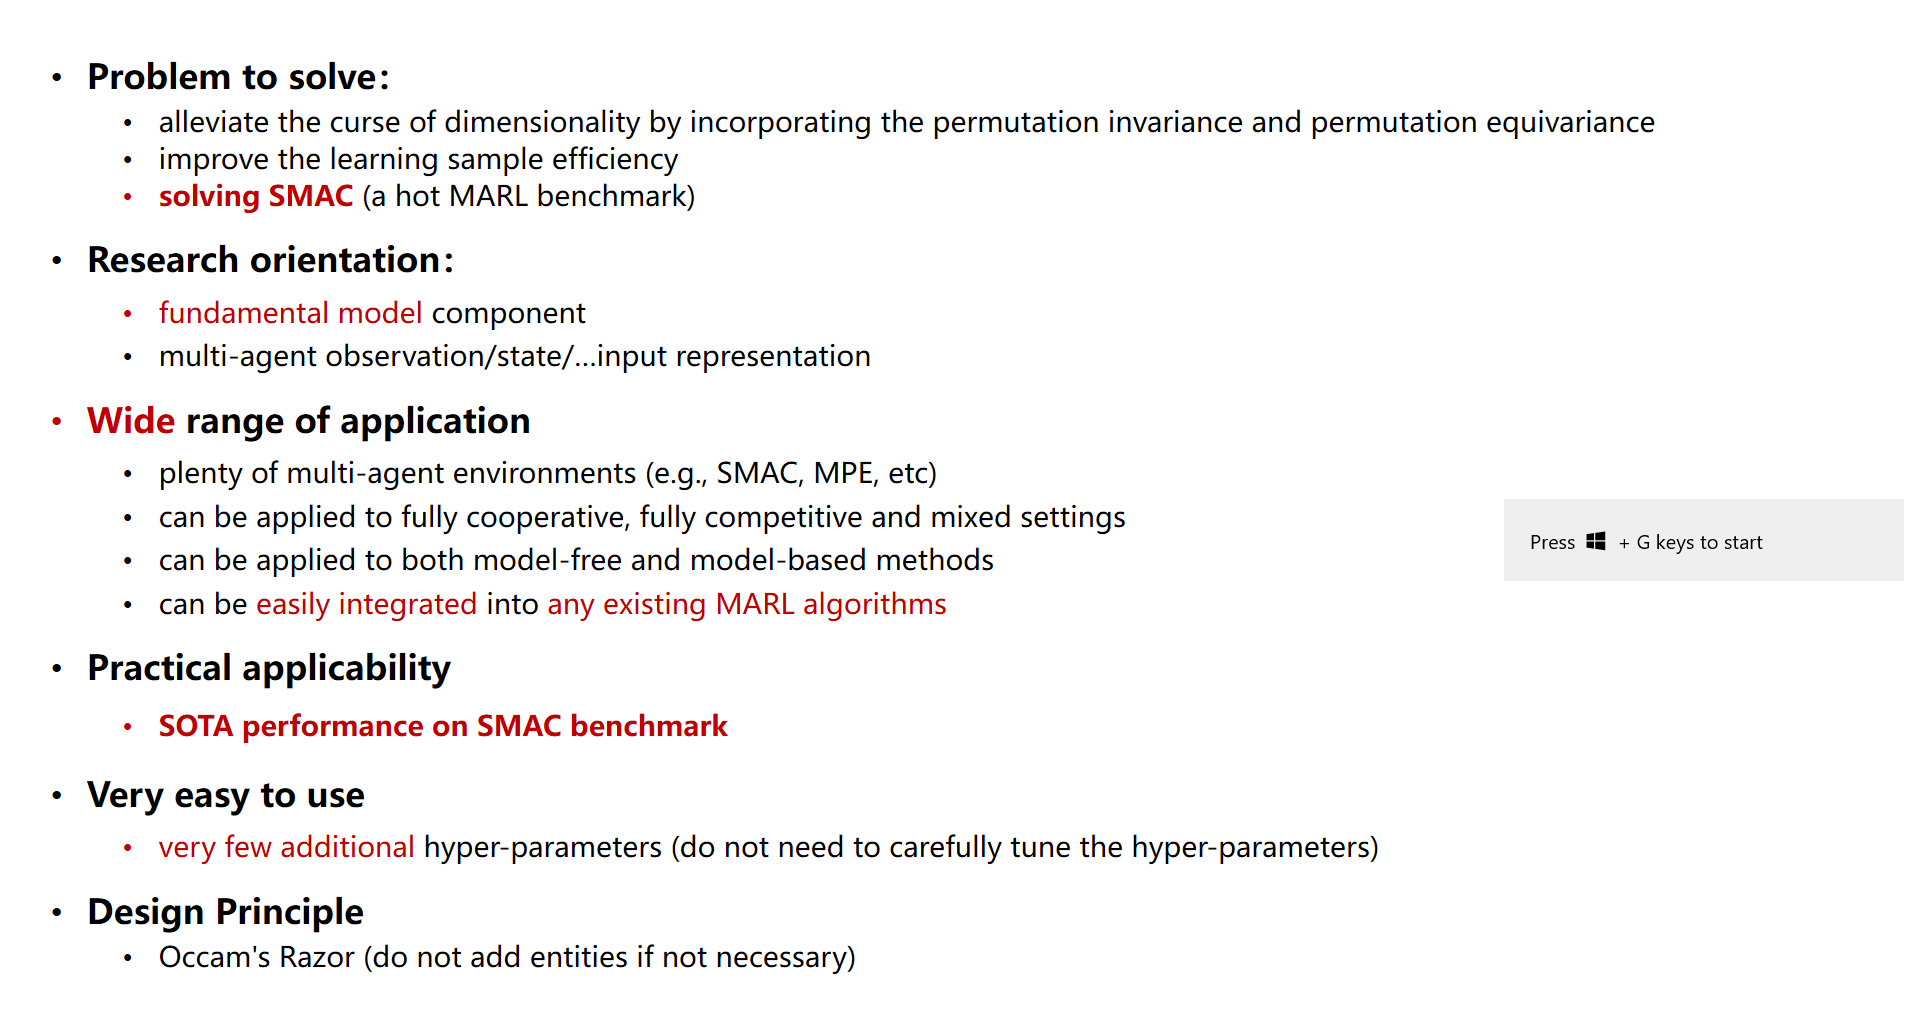 • Problem to solve：
• alleviate the curse of dimensionality by incorporating the permutation invariance and permutation equivariance
• improve the learning sample efficiency
• solving SMAC (a hot MARL benchmark)
• Research orientation：
• fundamental model component
• multi-agent observation/state/...input representation
• Wide range of application
• plenty of multi-agent environments (e.g., SMAC, MPE, etc)
• can be applied to fully cooperative, fully competitive and mixed settings
• can be applied to both model-free and model-based methods
• can be easily integrated into any existing MARL algorithms
Press + G keys to start
• Practical applicability
• SOTA performance on SMAC benchmark
• Very easy to use
• very few additional hyper-parameters (do not need to carefully tune the hyper-parameters)
• Design Principle
• Occam's Razor (do not add entities if not necessary)